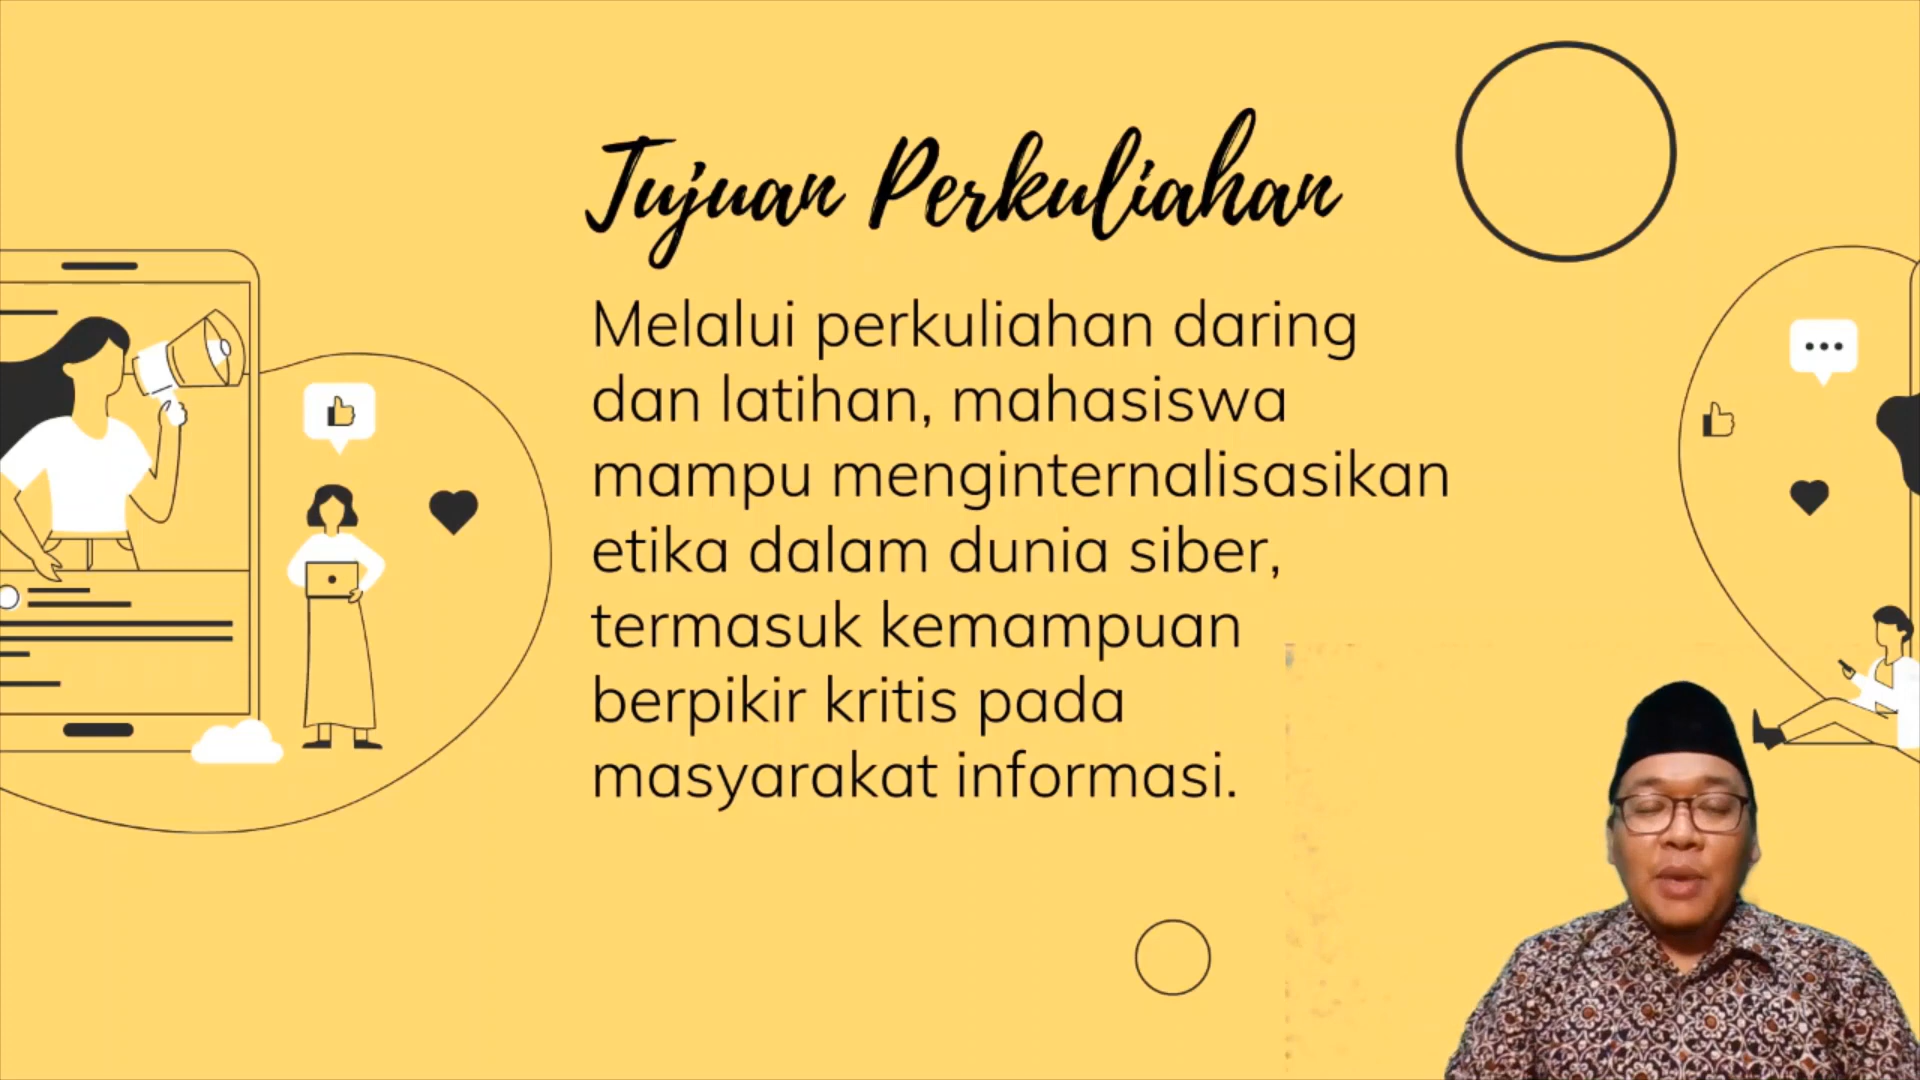 Tujuan Perkuliahan
Melalui perkuliahan daring
dan latihan, mahasiswa
mampu menginternalisasikan
etika dalam dunia siber,
termasuk kemampuan
berpikir kritis pada
masyarakat informasi.